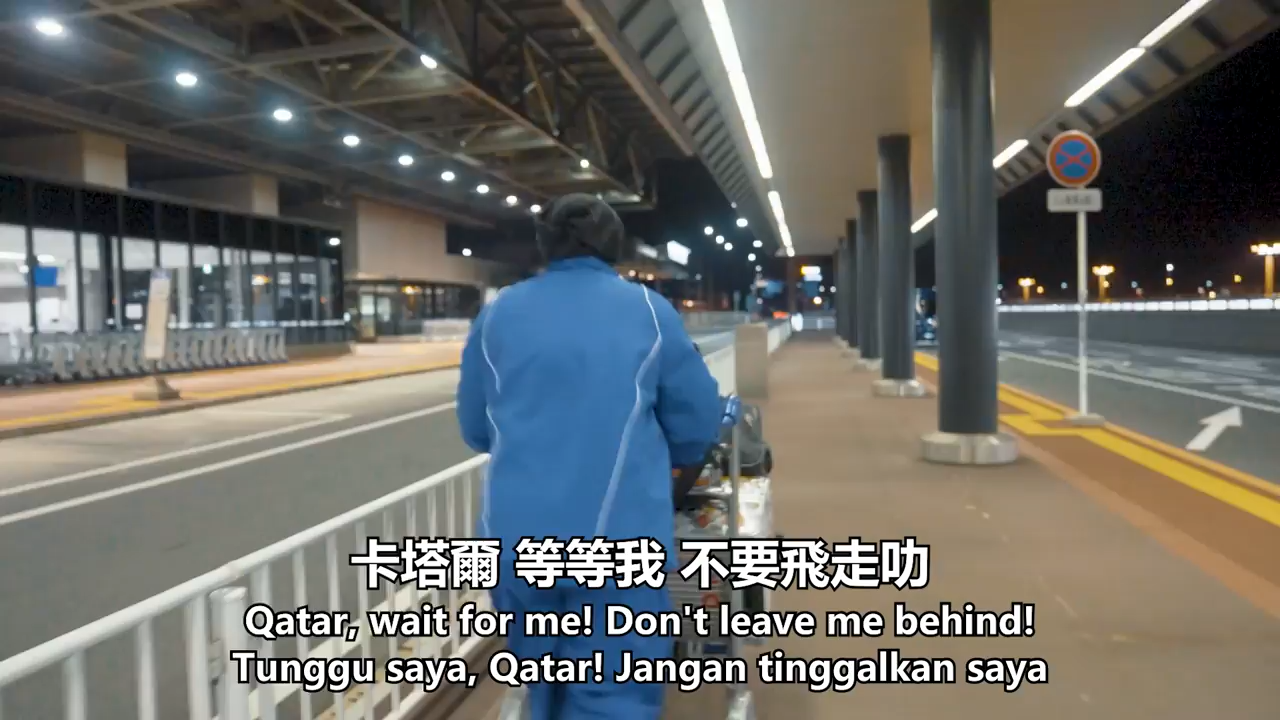 卡塔爾 等等我 不要飛走叻
Qatar, wait for me! Don't leave me behind!
Tunggu saya, Qatar! Jangan tinggalkan saya